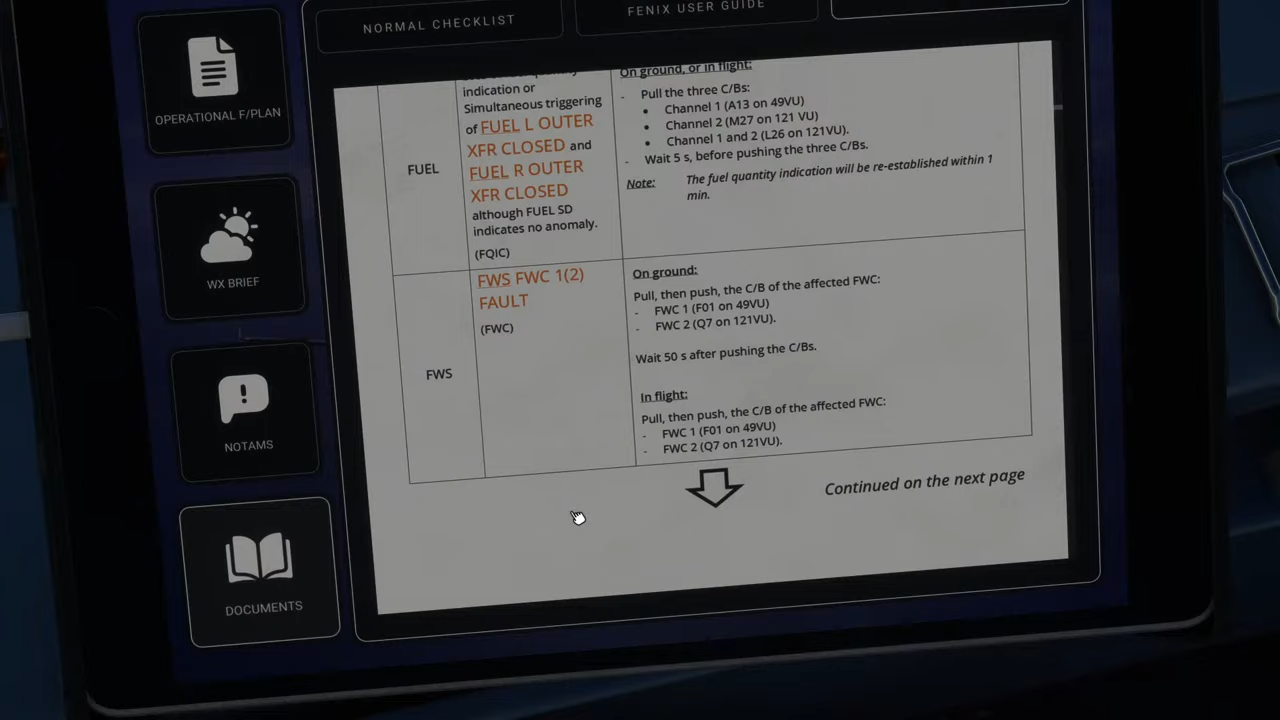 NORMAL CHECKLIST
FENIX USER GUIDE
OPERATIONAL F/PLAN
WX BRIEF
NOTAMS
DOCUMENTS
FUEL
indication or
Simultaneous triggering
of FUEL L OUTER
XFR CLOSED and
FUEL R OUTER
XFR CLOSED
although FUEL SD
indicates no anomaly.
(FQIC)
On ground, or in flight:
- Pull the three C/Bs:
• Channel 1 (A13 on 49VU)
• Channel 2 (M27 on 121 VU)
• Channel 1 and 2 (L26 on 121VU).
- Wait 5 s, before pushing the three C/Bs.
Note: The fuel quantity indication will be re-established within 1
min.
FWS
FWS FWC 1(2)
FAULT
(FWC)
On ground:
Pull, then push, the C/B of the affected FWC:
- FWC 1 (F01 on 49VU)
- FWC 2 (Q7 on 121VU).
Wait 50 s after pushing the C/Bs.
In flight:
Pull, then push, the C/B of the affected FWC:
- FWC 1 (F01 on 49VU)
- FWC 2 (Q7 on 121VU).
Continued on the next page